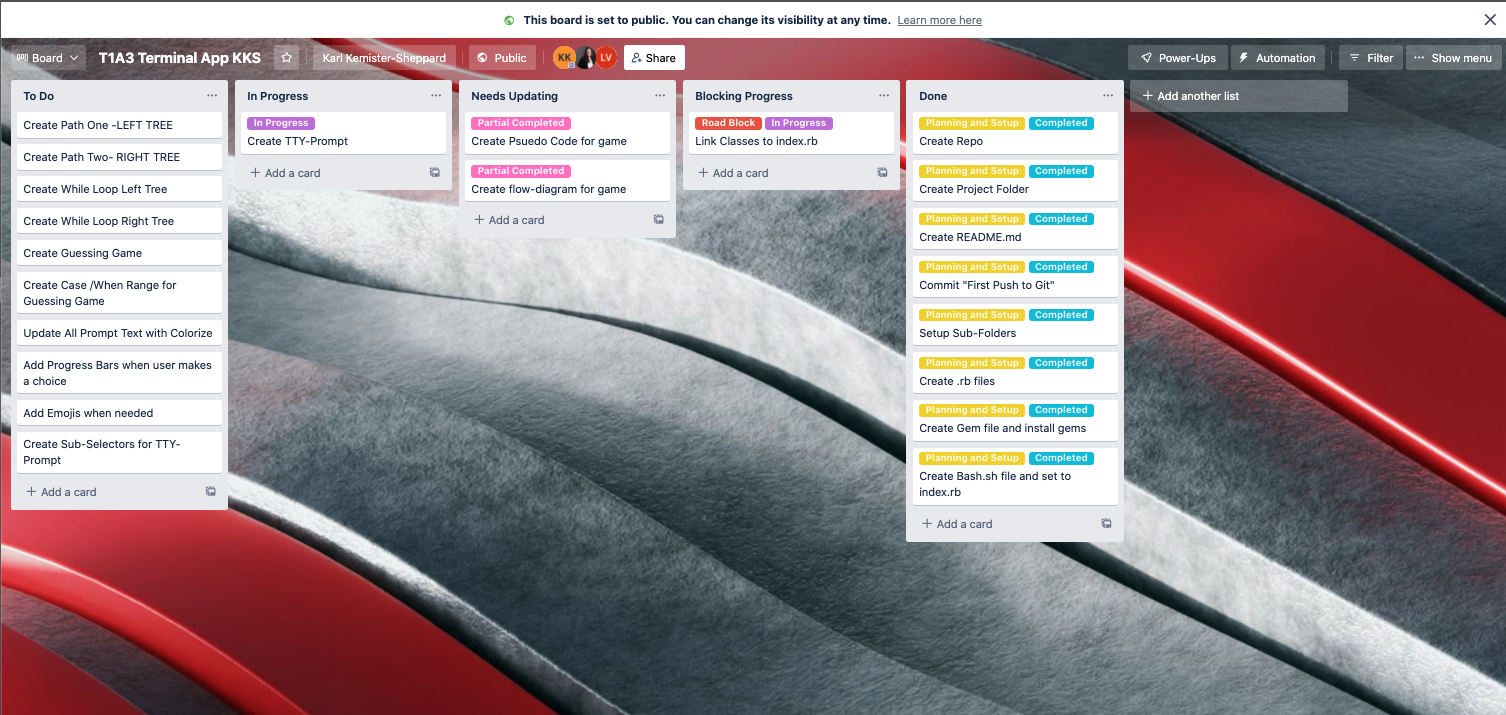 This board is set to public. You can change its visibility at any time. Learn more here
Board
T1A3 Terminal App KKS
Karl Kemister-Sheppard
Public
KK
LV
Share
Power-Ups
Automation
Filter
Show menu
To Do
Create Path One -LEFT TREE
Create Path Two- RIGHT TREE
Create While Loop Left Tree
Create While Loop Right Tree
Create Guessing Game
Create Case /When Range for
Guessing Game
Update All Prompt Text with Colorize
Add Progress Bars when user makes
a choice
Add Emojis when needed
Create Sub-Selectors for TTY-
Prompt
+ Add a card
In Progress
In Progress
Create TTY-Prompt
+ Add a card
Needs Updating
Partial Completed
Create Psuedo Code for game
Partial Completed
Create flow-diagram for game
+ Add a card
Blocking Progress
Road Block In Progress
Link Classes to index.rb
+ Add a card
Done
Planning and Setup Completed
Create Repo
Planning and Setup Completed
Create Project Folder
Planning and Setup Completed
Create README.md
Planning and Setup Completed
Commit "First Push to Git"
Planning and Setup Completed
Setup Sub-Folders
Planning and Setup Completed
Create .rb files
Planning and Setup Completed
Create Gem file and install gems
Planning and Setup Completed
Create Bash.sh file and set to
index.rb
+ Add a card
+ Add another list